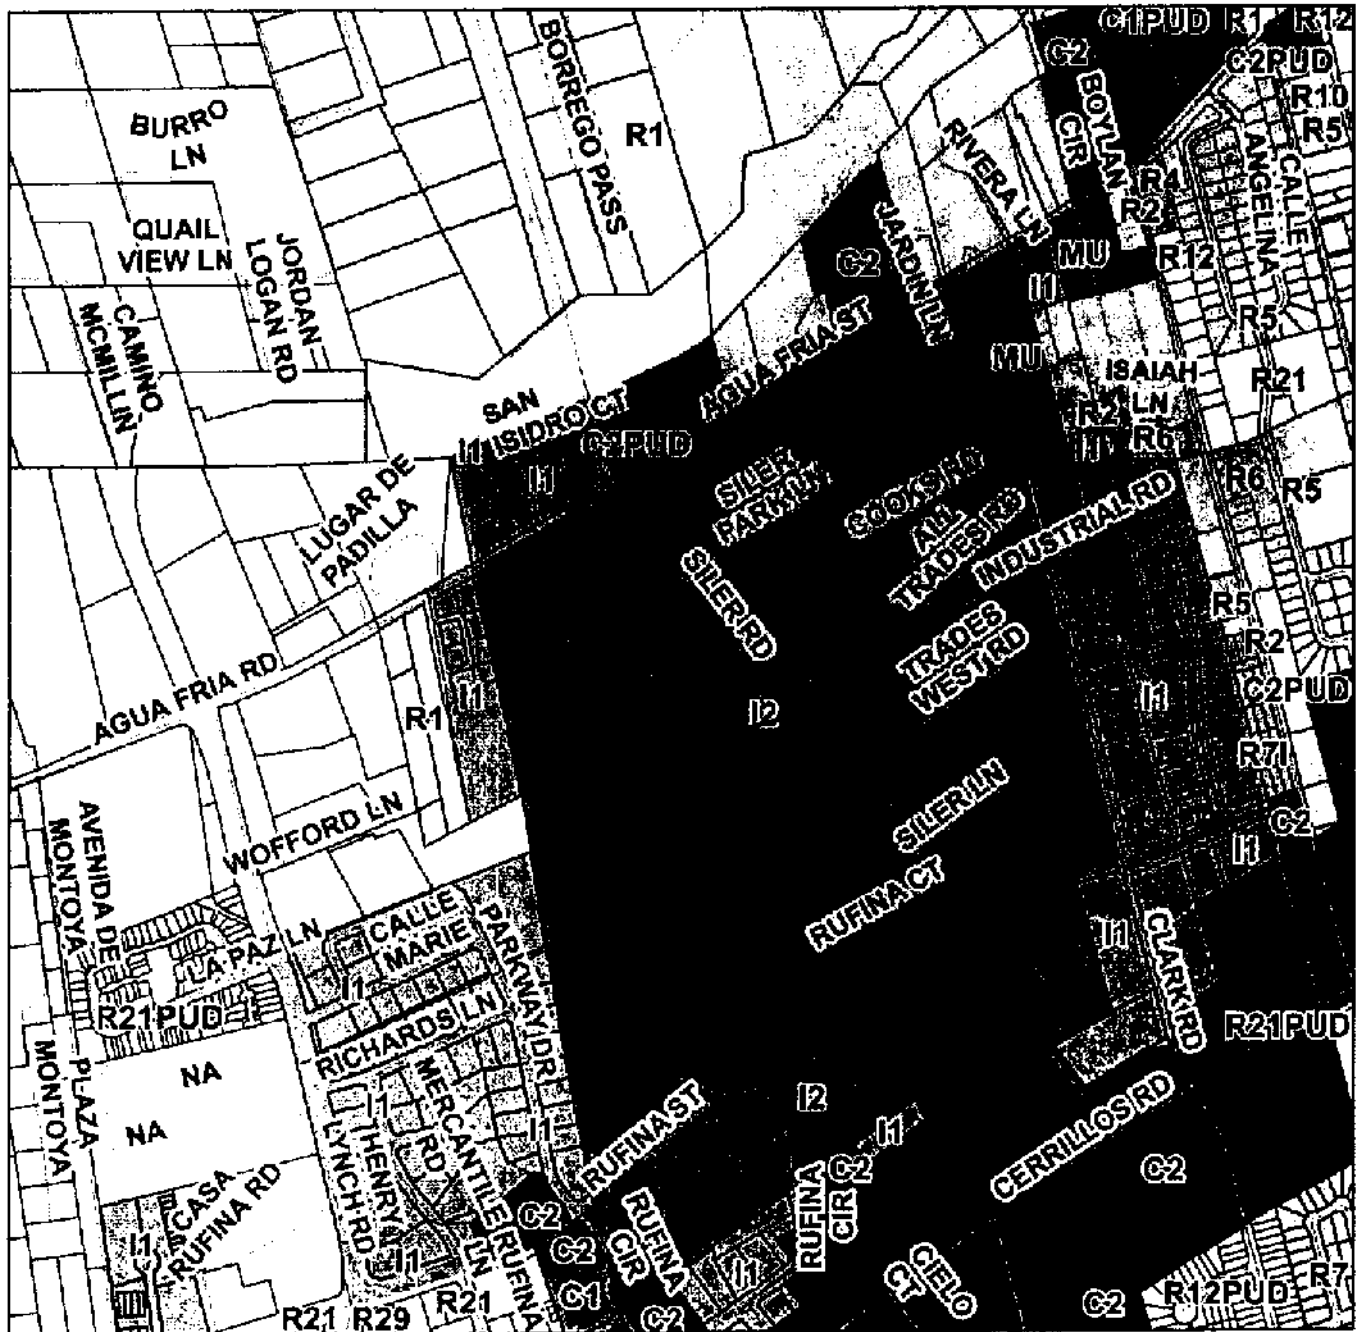 C1PUD
R1
R12
C2
C2PUD
BORREGO PASS
R1
BURRO
LN
BOYLAN
CIR
R10
R5
RIVERA LN
R4
R2
ANGELINA
CALLE
QUAIL
VIEW LN
JORDAN
LOGAN RD
JARDIN LN
C2
MU
R12
I1
CAMINO
MCMILLIN
R5
AGUA FRIA ST
MU
ISAIAH
LN
R21
SAN
ISIDRO CT
I1
C2PUD
R2
R6
I1
I1
LUGAR DE
PADILLA
SILER
PARK LN
COOKS RD
ALL
TRADES RD
INDUSTRIAL RD
R6
R5
SILER RD
R5
TRADES
WEST RD
R2
AGUA FRIA RD
R1
I1
I2
I1
C2PUD
R7I
WOFFORD LN
SILER LN
C2
I1
AVENIDA DE
MONTOYA
RUFINA CT
LA PAZ LN
CALLE
MARIE
PARKWAY DR
I1
I1
CLARK RD
R21PUD
RICHARDS LN
R21PUD
PLAZA
MONTOYA
NA
NA
I1
MERCANTILE
RD
I1
RUFINA ST
I2
I1
CERRILLOS RD
C2
C2
LYNCH RD
HENRY
CASA
RUFINA RD
I1
I1
LN
RUFINA
C2
C2
C1
RUFINA
CIR
RUFINA
CIR
I1
CIELO
CT
C2
R12PUD
R7
R21
R29
R21
C2